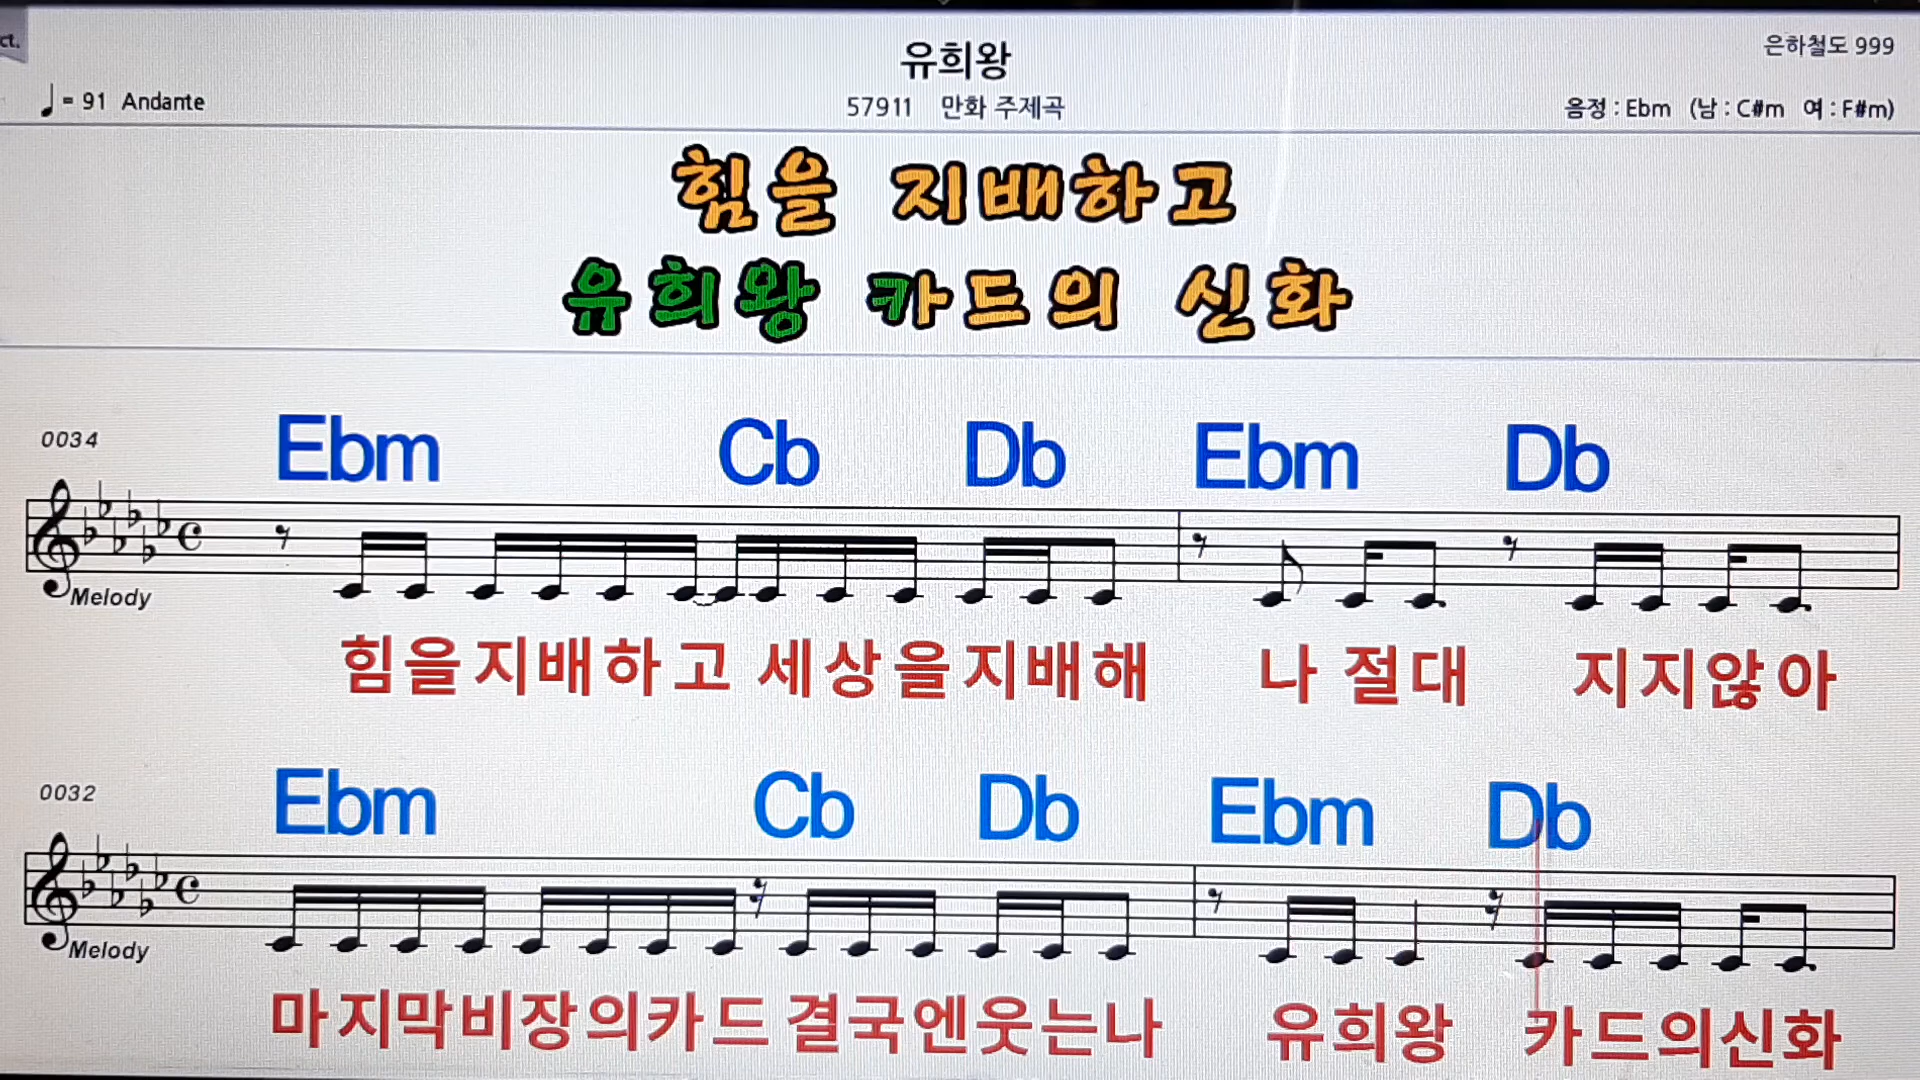 ct.
유희왕
은하철도 999
= 91 Andante
57911 만화 주제곡
음정 : Ebm (남 : C#m 여 : F#m)
힘을 지배하고
유희왕 카드의 신화
0034
Ebm Cb Db Ebm Db
Melody
힘을지배하고 세상을지배해 나 절대 지지않아
0032
Ebm Cb Db Ebm Db
Melody
마지막비장의카드 결국엔웃는나 유희왕 카드의신화